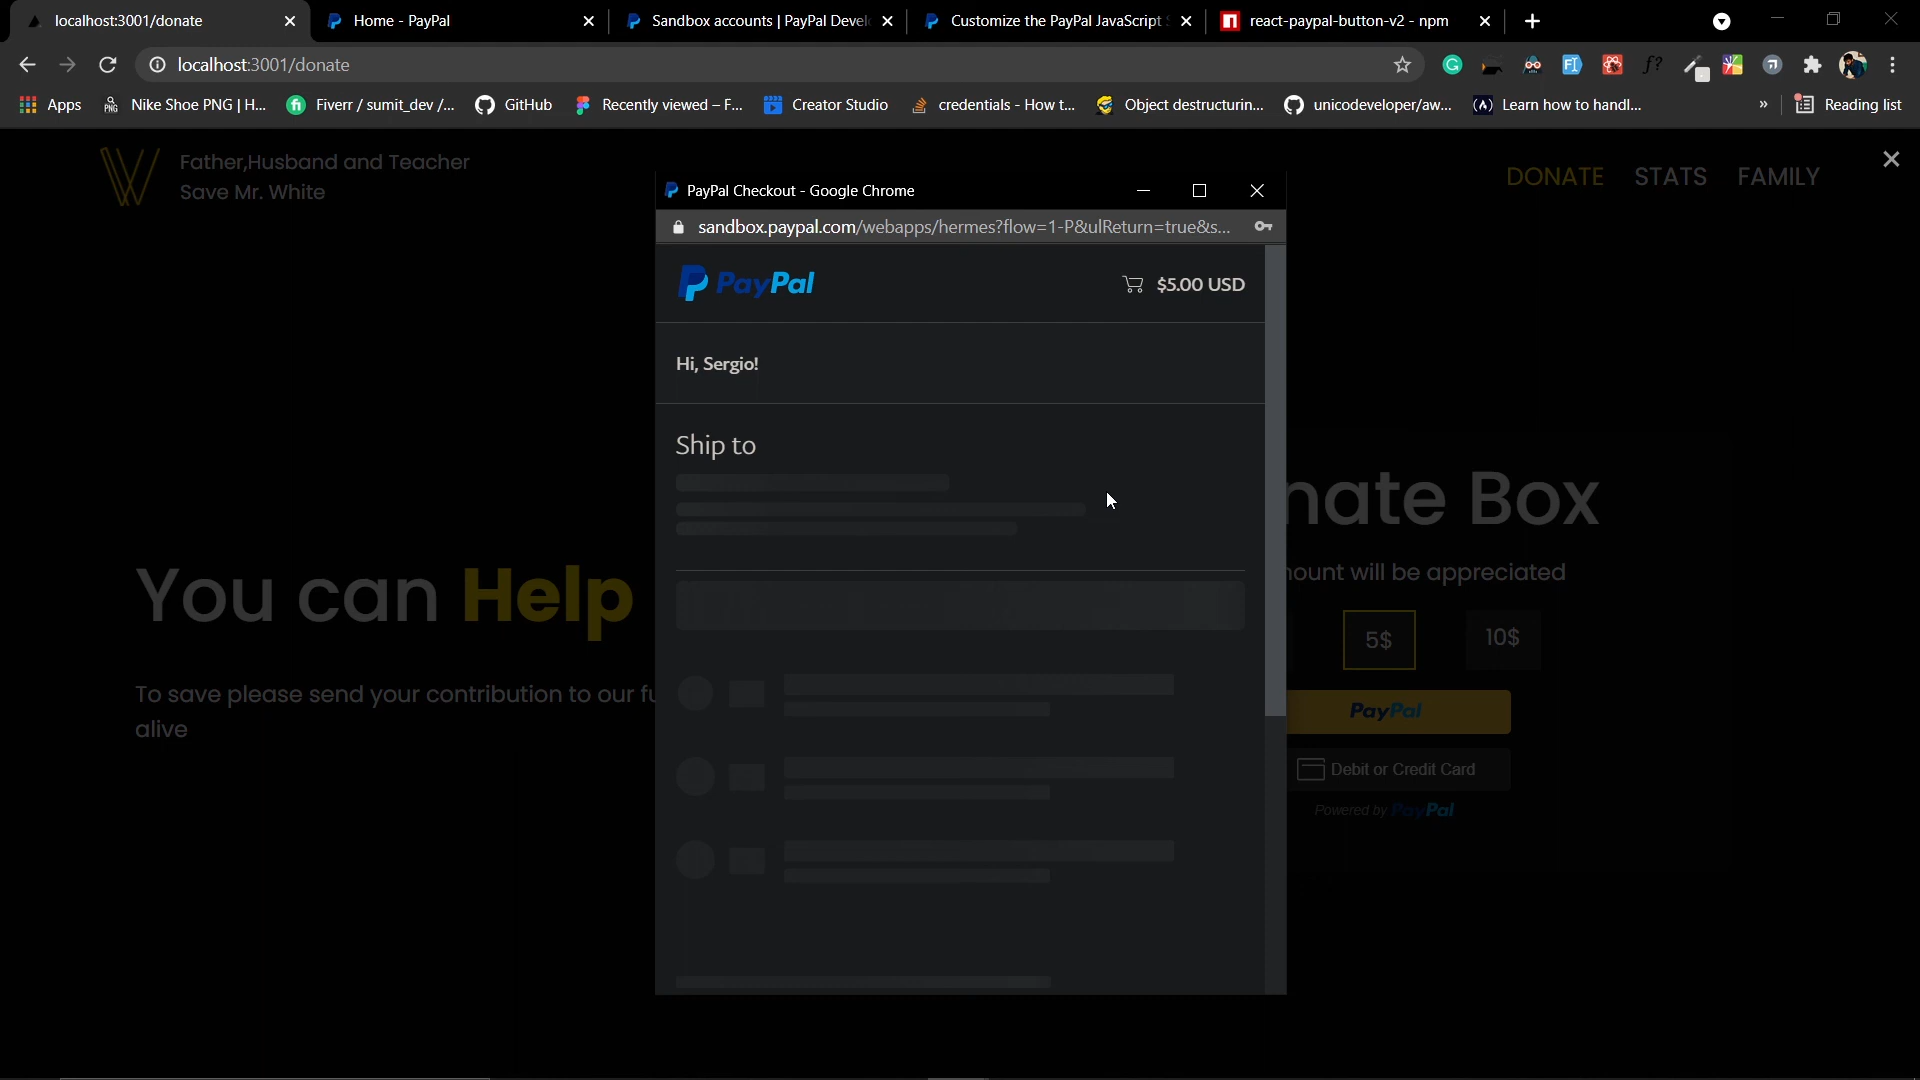 localhost:3001/donate
Home - PayPal
Sandbox accounts | PayPal Devel
Customize the PayPal JavaScript S
react-paypal-button-v2 - npm
localhost:3001/donate
Apps
Nike Shoe PNG | H...
Fiverr / sumit_dev /...
GitHub
Recently viewed – F...
Creator Studio
credentials - How t...
Object destructurin...
unicodeveloper/aw...
Learn how to handl...
»
Reading list
Father,Husband and Teacher
Save Mr. White
DONATE
STATS
FAMILY
PayPal Checkout - Google Chrome
sandbox.paypal.com/webapps/hermes?flow=1-P&ulReturn=true&s...
PayPal
$5.00 USD
Hi, Sergio!
Ship to
nate Box
You can Help
ount will be appreciated
5$
10$
To save please send your contribution to our fu
alive
PayPal
Debit or Credit Card
Powered by PayPal